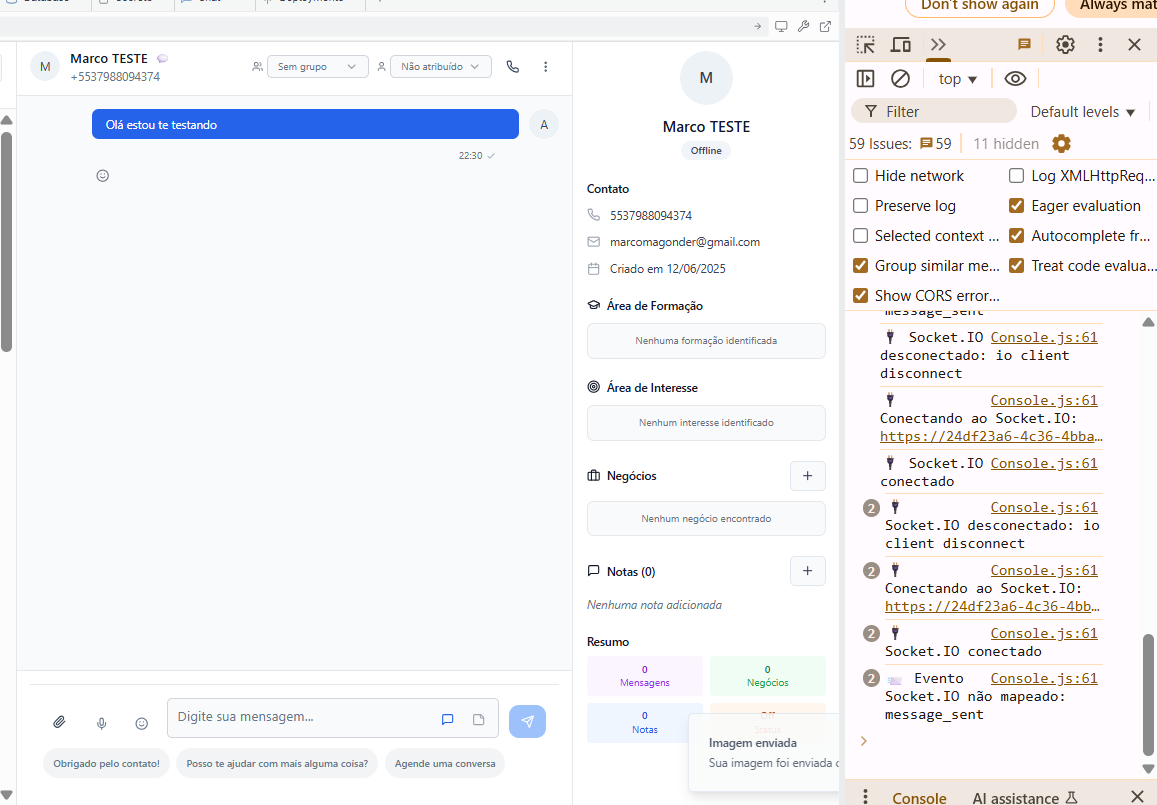 Don't show again
Always mat
M
Marco TESTE
+5537988094374
Sem grupo
Não atribuído
Olá estou te testando
A
22:30
M
Marco TESTE
Offline
Contato
5537988094374
marcomagonder@gmail.com
Criado em 12/06/2025
Área de Formação
Nenhuma formação identificada
Área de Interesse
Nenhum interesse identificado
Negócios
Nenhum negócio encontrado
Notas (0)
Nenhuma nota adicionada
Resumo
0
Mensagens
0
Negócios
0
Notas
Off
Status
Imagem enviada
Sua imagem foi enviada
Digite sua mensagem...
Obrigado pelo contato!
Posso te ajudar com mais alguma coisa?
Agende uma conversa
top
Filter
Default levels
59 Issues:
59
11 hidden
Hide network
Log XMLHttpReq...
Preserve log
Eager evaluation
Selected context ...
Autocomplete fr...
Group similar me...
Treat code evalua...
Show CORS error...
message_sent
Socket.IO Console.js:61
desconectado: io client
disconnect
Console.js:61
Conectando ao Socket.IO:
https://24df23a6-4c36-4bba…
Socket.IO Console.js:61
conectado
2
Console.js:61
Socket.IO desconectado: io
client disconnect
2
Console.js:61
Conectando ao Socket.IO:
https://24df23a6-4c36-4bb…
2
Console.js:61
Socket.IO conectado
2
Evento Console.js:61
Socket.IO não mapeado:
message_sent
Console
AI assistance